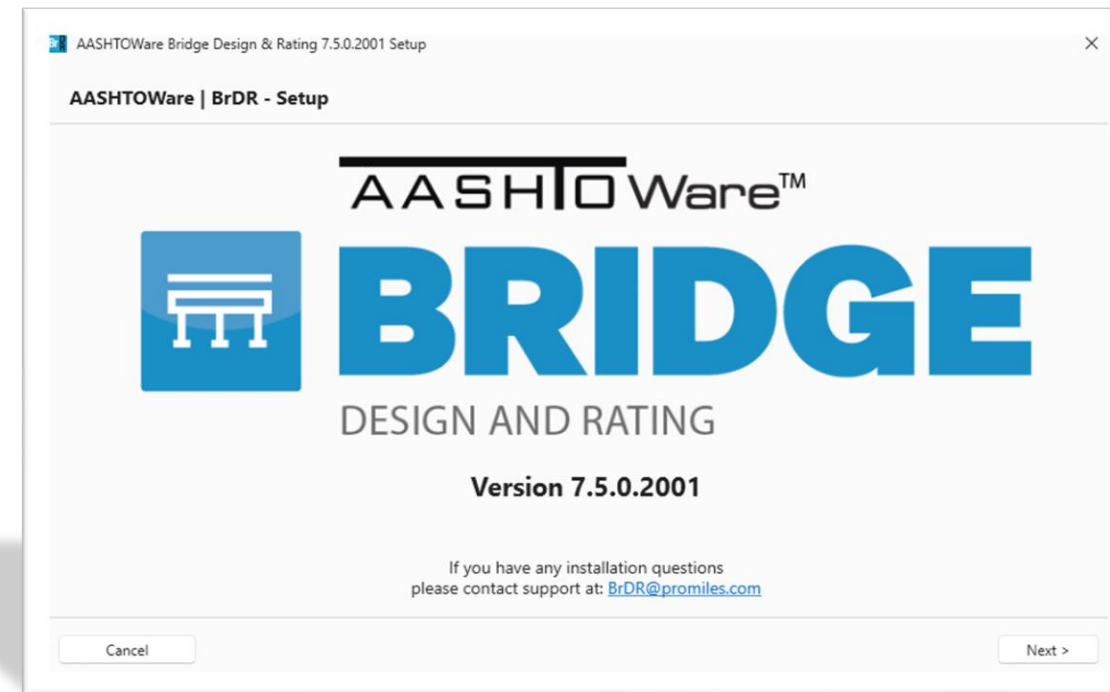 AASHTOWare Bridge Design & Rating 7.5.0.2001 Setup
AASHTOWare | BrDR - Setup
AASHTOWare™
BRIDGE
DESIGN AND RATING
Version 7.5.0.2001
If you have any installation questions
please contact support at: BrDR@promiles.com
Cancel
Next >